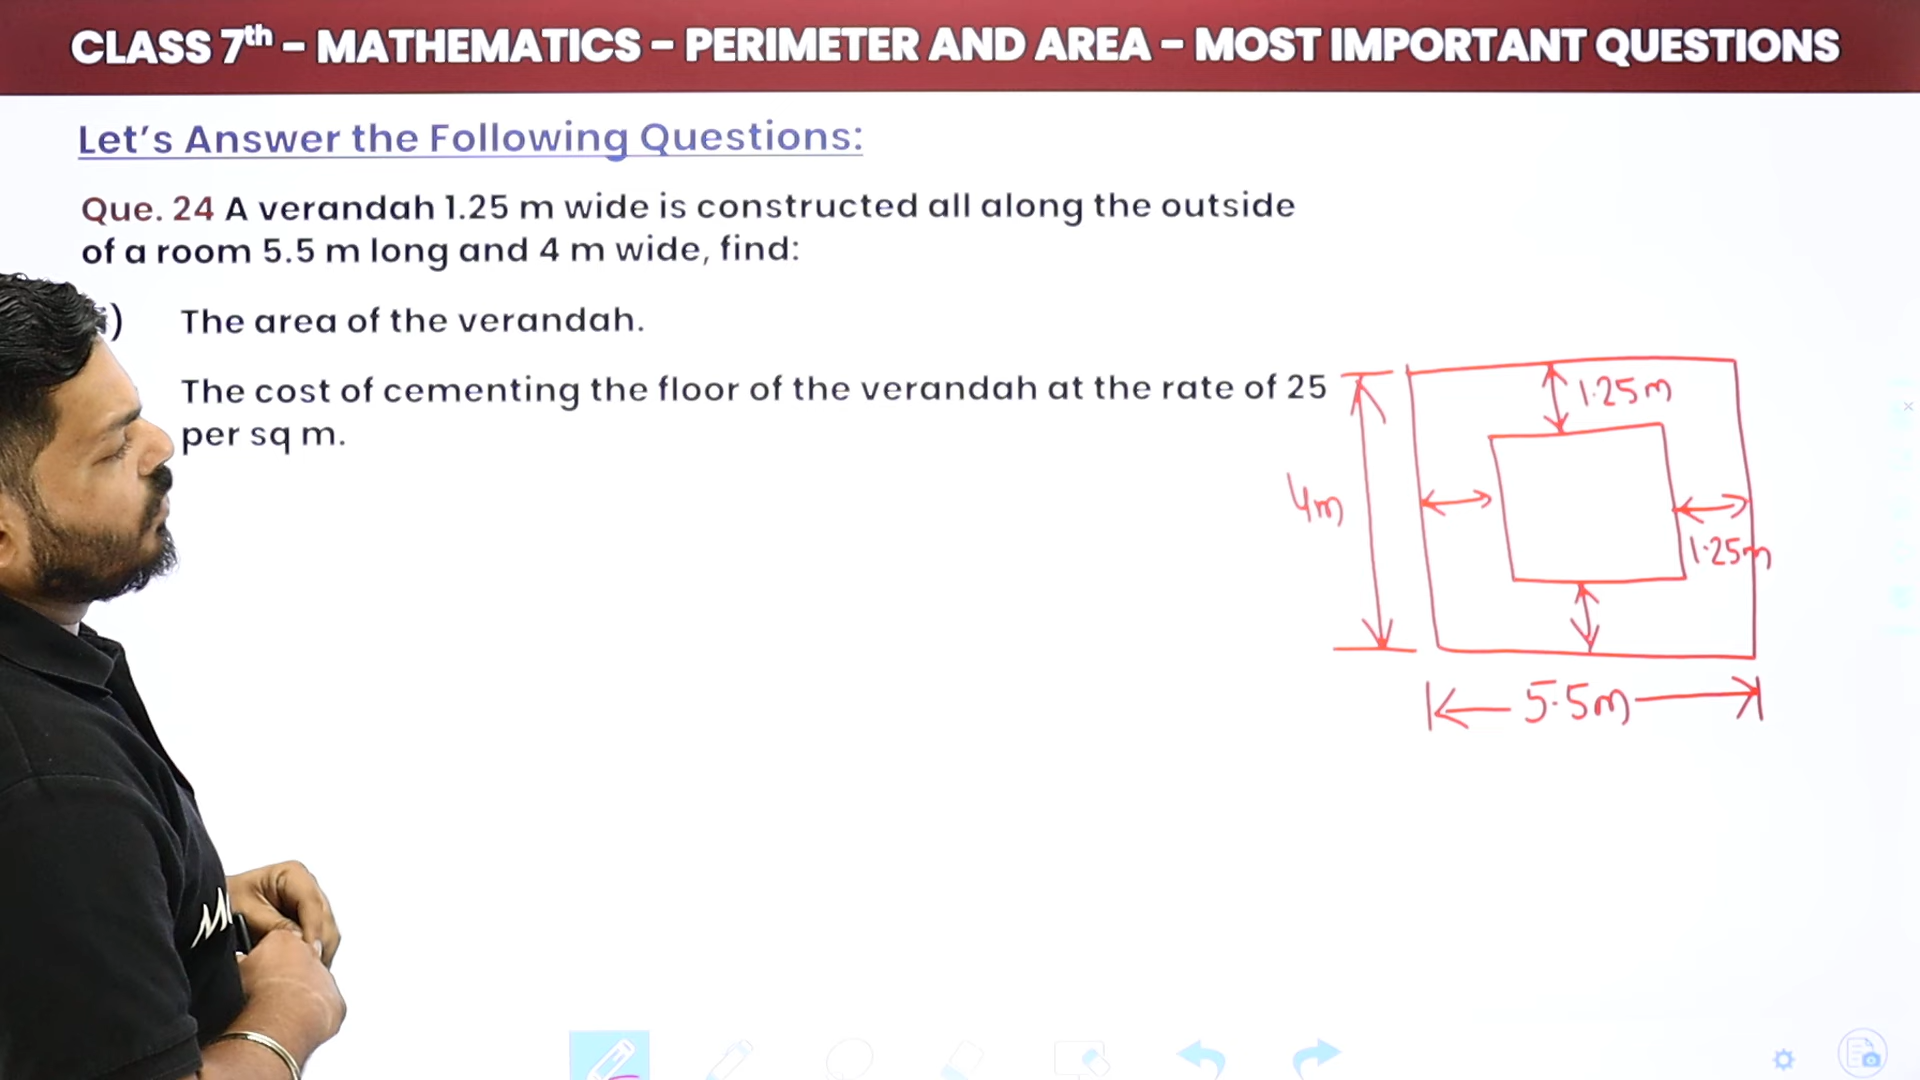 CLASS 7th – MATHEMATICS – PERIMETER AND AREA – MOST IMPORTANT QUESTIONS
Let's Answer the Following Questions:
Que. 24 A verandah 1.25 m wide is constructed all along the outside
of a room 5.5 m long and 4 m wide, find:
) The area of the verandah.
The cost of cementing the floor of the verandah at the rate of 25
per sq m.
1.25m
4m
1.25m
5.5m